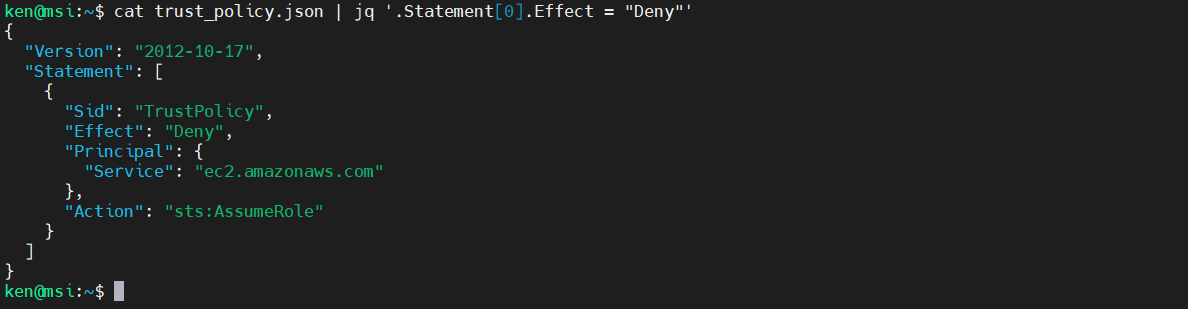 ken@msi:~$ cat trust_policy.json | jq '.Statement[0].Effect = "Deny"'
{
  "Version": "2012-10-17",
  "Statement": [
    {
      "Sid": "TrustPolicy",
      "Effect": "Deny",
      "Principal": {
        "Service": "ec2.amazonaws.com"
      },
      "Action": "sts:AssumeRole"
    }
  ]
}
ken@msi:~$